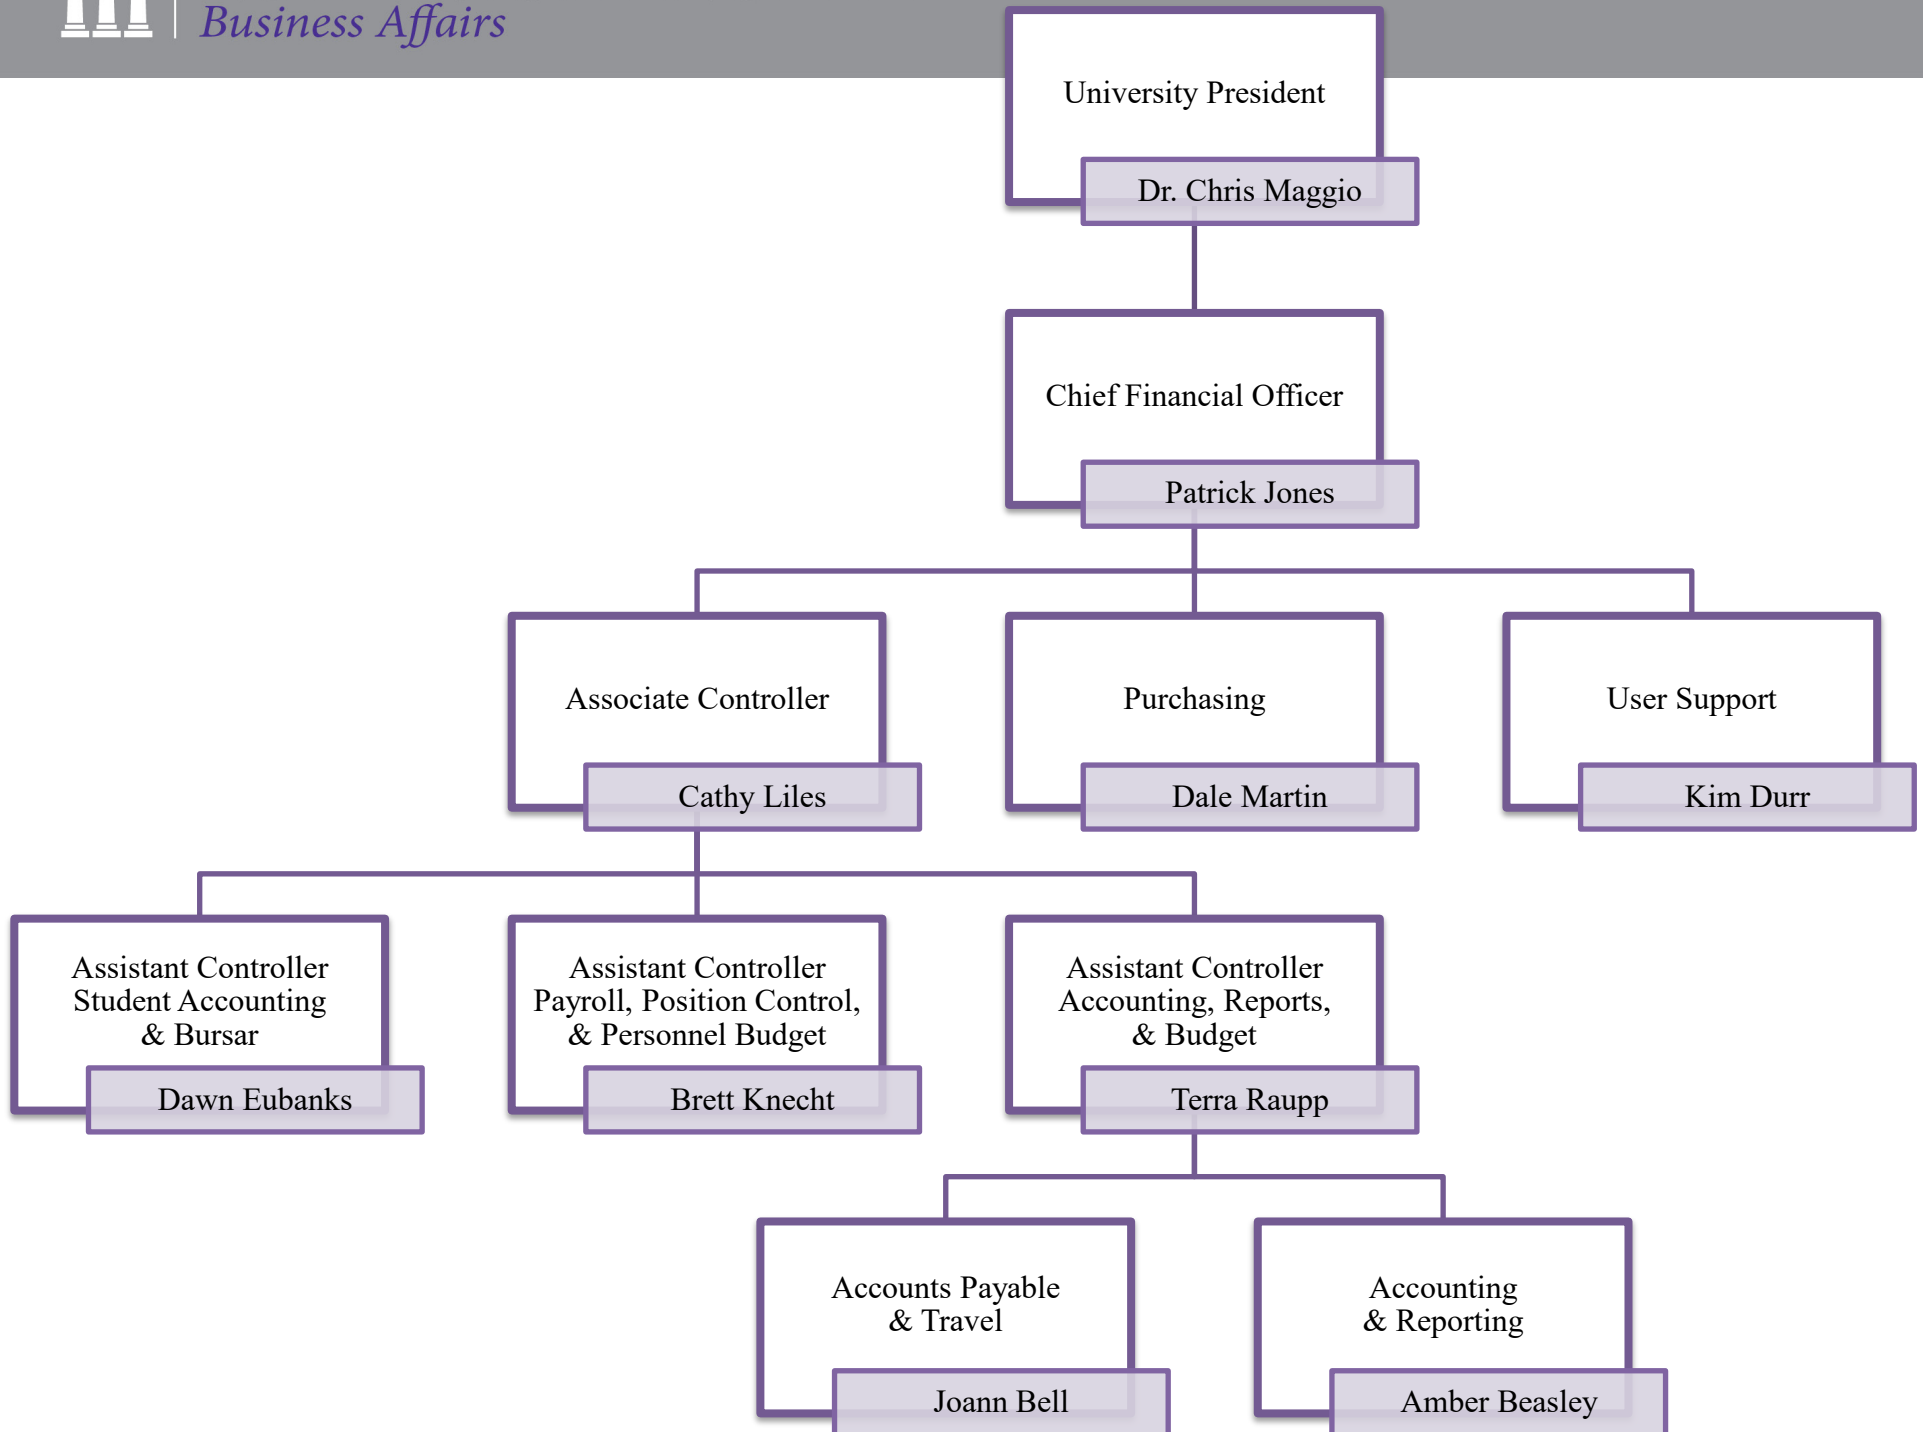 Business Affairs
University President
Dr. Chris Maggio
Chief Financial Officer
Patrick Jones
Associate Controller
Cathy Liles
Purchasing
Dale Martin
User Support
Kim Durr
Assistant Controller
Student Accounting
& Bursar
Dawn Eubanks
Assistant Controller
Payroll, Position Control,
& Personnel Budget
Brett Knecht
Assistant Controller
Accounting, Reports,
& Budget
Terra Raupp
Accounts Payable
& Travel
Joann Bell
Accounting
& Reporting
Amber Beasley